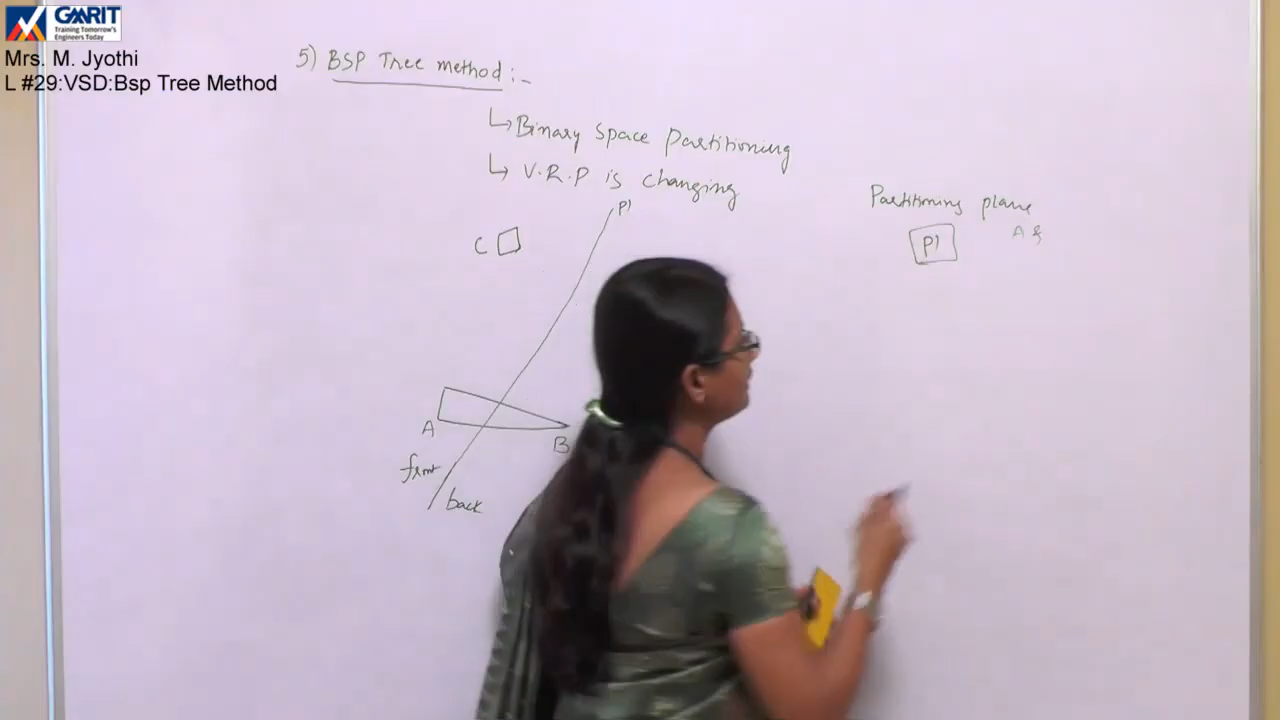 GMRIT
Training Tomorrow's
Engineers Today
Mrs. M. Jyothi
L #29:VSD:Bsp Tree Method
5) BSP Tree method:-
↳ Binary Space Partitioning
↳ V.R.P is changing
P1
C
Partitioning plane
P1
A &
A
B
front
back